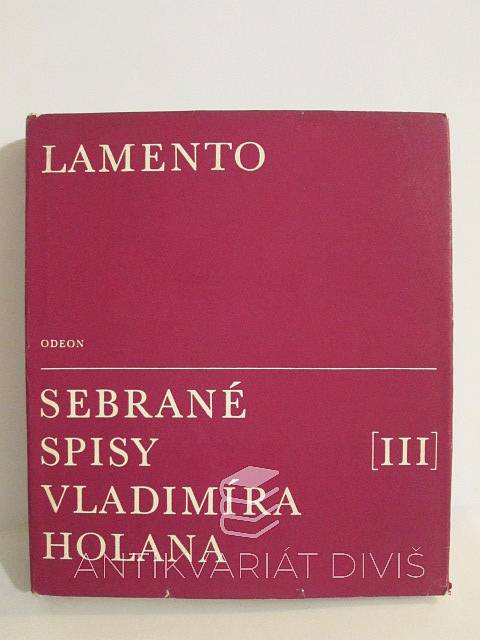 LAMENTO
ODEON
SEBRANÉ
SPISY [III]
VLADIMÍRA
HOLANA
ANTIKVARIÁT DIVIŠ